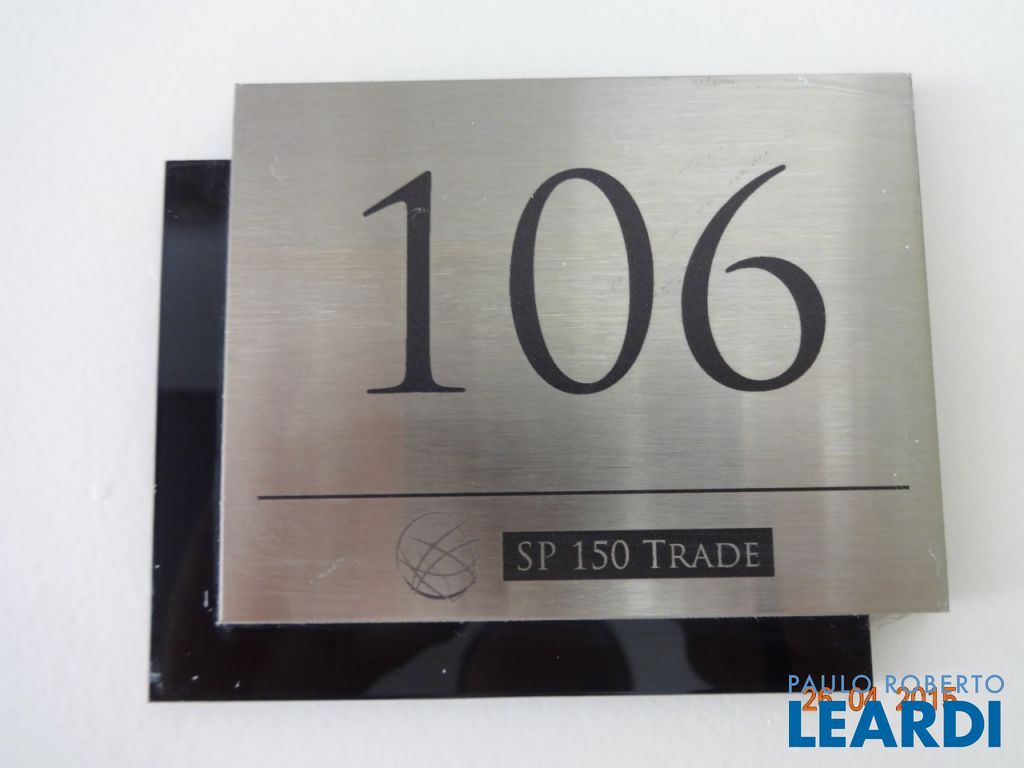 106
SP 150 TRADE
PAULO ROBERTO
26 04 2015
LEARDI